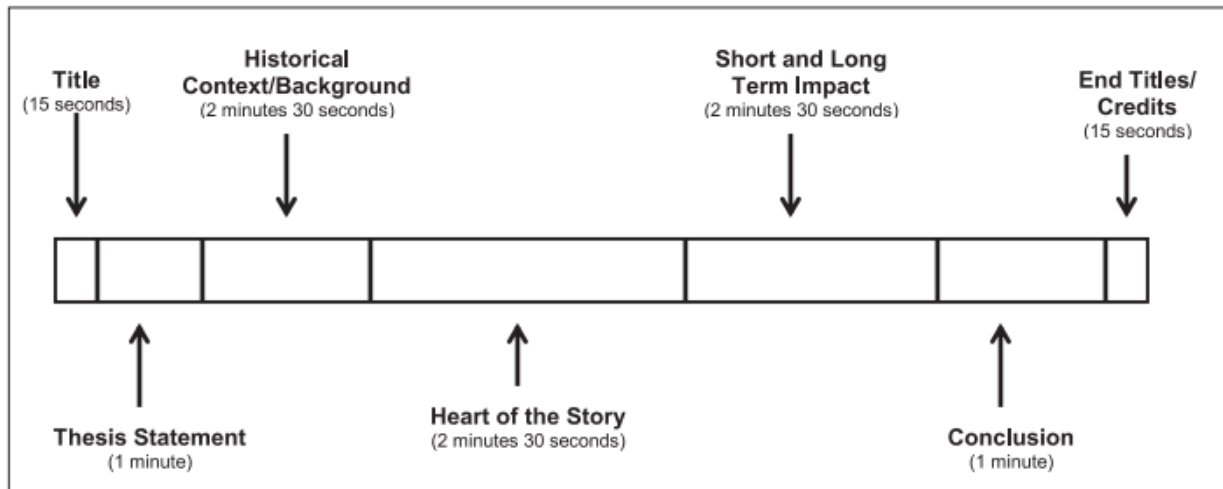 Title
(15 seconds)
Historical
Context/Background
(2 minutes 30 seconds)
Short and Long
Term Impact
(2 minutes 30 seconds)
End Titles/
Credits
(15 seconds)
Thesis Statement
(1 minute)
Heart of the Story
(2 minutes 30 seconds)
Conclusion
(1 minute)